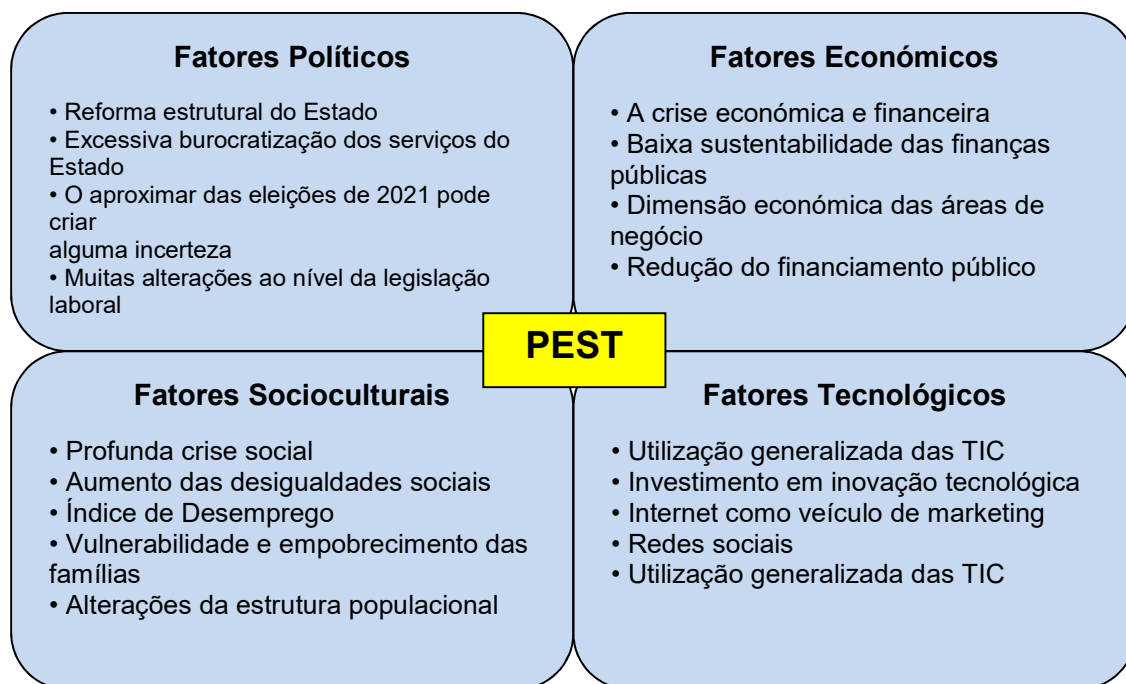 Fatores Políticos
• Reforma estrutural do Estado
• Excessiva burocratização dos serviços do
Estado
• O aproximar das eleições de 2021 pode
criar
alguma incerteza
• Muitas alterações ao nível da legislação
laboral
Fatores Económicos
• A crise económica e financeira
• Baixa sustentabilidade das finanças
públicas
• Dimensão económica das áreas de
negócio
• Redução do financiamento público
PEST
Fatores Socioculturais
• Profunda crise social
• Aumento das desigualdades sociais
• Índice de Desemprego
• Vulnerabilidade e empobrecimento das
famílias
• Alterações da estrutura populacional
Fatores Tecnológicos
• Utilização generalizada das TIC
• Investimento em inovação tecnológica
• Internet como veículo de marketing
• Redes sociais
• Utilização generalizada das TIC